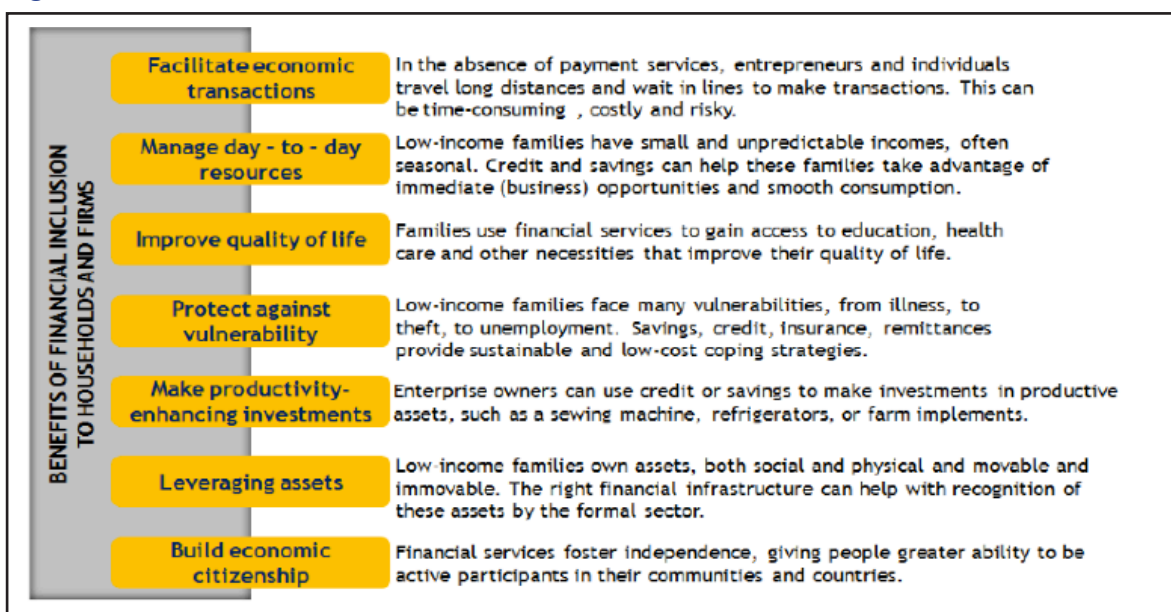 BENEFITS OF FINANCIAL INCLUSION
TO HOUSEHOLDS AND FIRMS
Facilitate economic
transactions
In the absence of payment services, entrepreneurs and individuals
travel long distances and wait in lines to make transactions. This can
be time-consuming , costly and risky.
Manage day - to - day
resources
Low-income families have small and unpredictable incomes, often
seasonal. Credit and savings can help these families take advantage of
immediate (business) opportunities and smooth consumption.
Improve quality of life
Families use financial services to gain access to education, health
care and other necessities that improve their quality of life.
Protect against
vulnerability
Low-income families face many vulnerabilities, from illness, to
theft, to unemployment. Savings, credit, insurance, remittances
provide sustainable and low-cost coping strategies.
Make productivity-
enhancing investments
Enterprise owners can use credit or savings to make investments in productive
assets, such as a sewing machine, refrigerators, or farm implements.
Leveraging assets
Low-income families own assets, both social and physical and movable and
immovable. The right financial infrastructure can help with recognition of
these assets by the formal sector.
Build economic
citizenship
Financial services foster independence, giving people greater ability to be
active participants in their communities and countries.